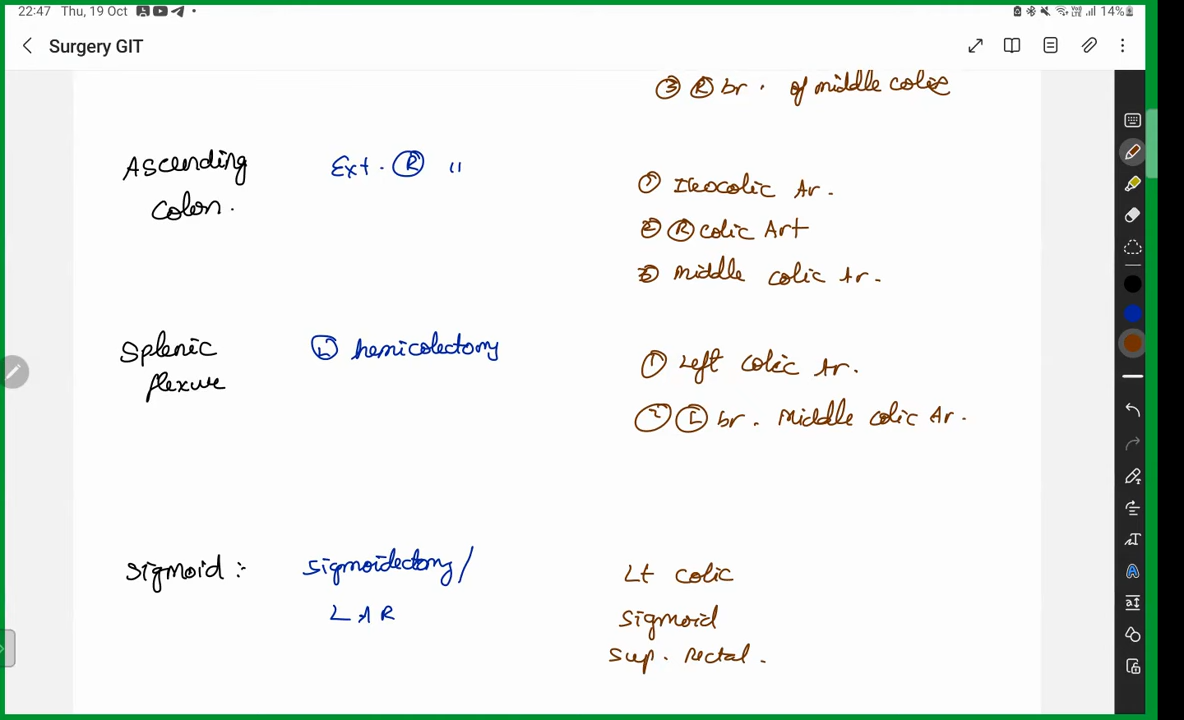 22:47 Thu, 19 Oct
14%
Surgery GIT
③ Ⓡ br. of middle colic
Ascending Ext. Ⓡ "
colon.
① Ileocolic Ar.
② Ⓡ colic Art
③ Middle colic Ar.
Splenic Ⓛ hemicolectomy
flexure
① Left colic Ar.
② Ⓛ br. Middle colic Ar.
Sigmoid :- Sigmoidectomy/
LAR
Lt colic
Sigmoid
Sup. Rectal.